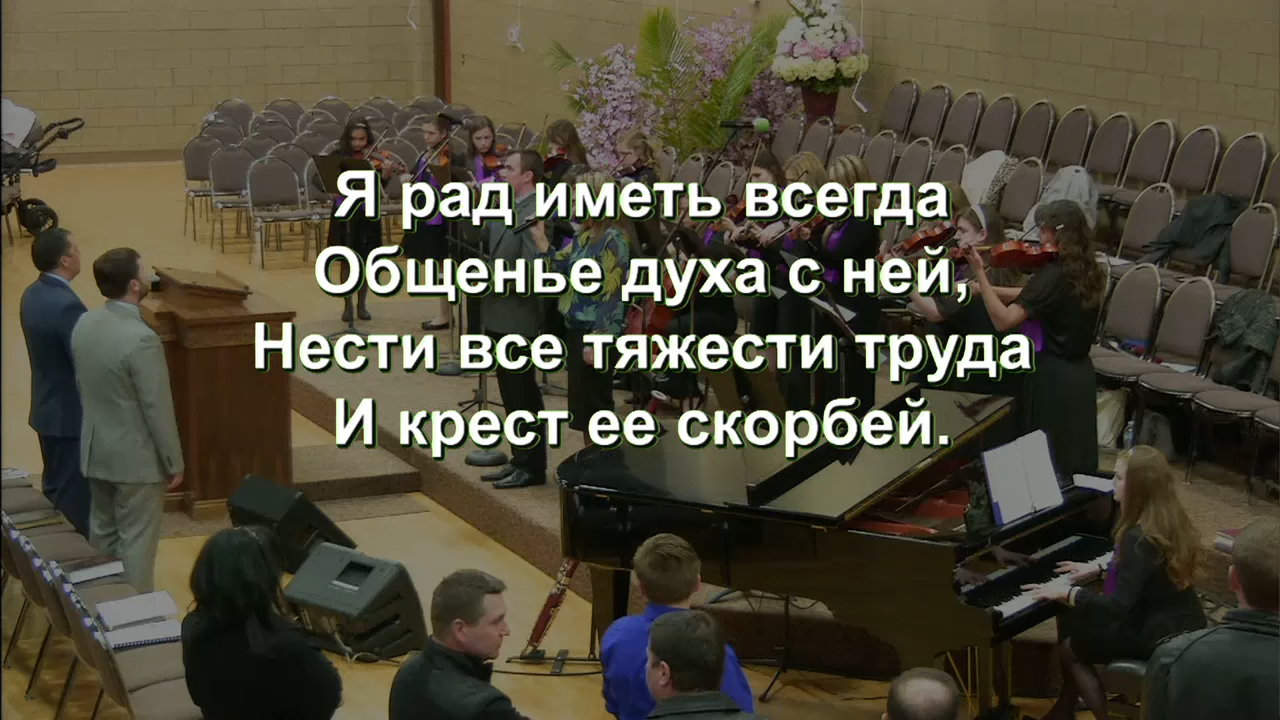 Я рад иметь всегда
Общенье духа с ней,
Нести все тяжести труда
И крест ее скорбей.